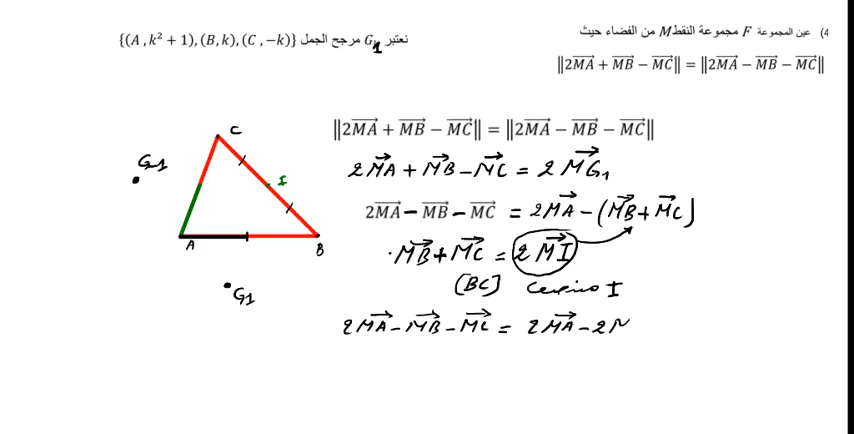 4) عين المجموعة F مجموعة النقط M من الفضاء حيث
‖2MA⃗ + MB⃗ − MC⃗‖ = ‖2MA⃗ − MB⃗ − MC⃗‖
نعتبر G₁ مرجح الجمل {(A, k² + 1), (B, k), (C, −k)}
‖2MA⃗ + MB⃗ − MC⃗‖ = ‖2MA⃗ − MB⃗ − MC⃗‖
2MA⃗ + MB⃗ − MC⃗ = 2MG₁⃗
2MA⃗ − MB⃗ − MC⃗ = 2MA⃗ − (MB⃗ + MC⃗)
MB⃗ + MC⃗ = 2MI⃗
[BC] I
2MA⃗ − MB⃗ − MC⃗ = 2MA⃗ − 2M
C
G1
I
A
B
G1